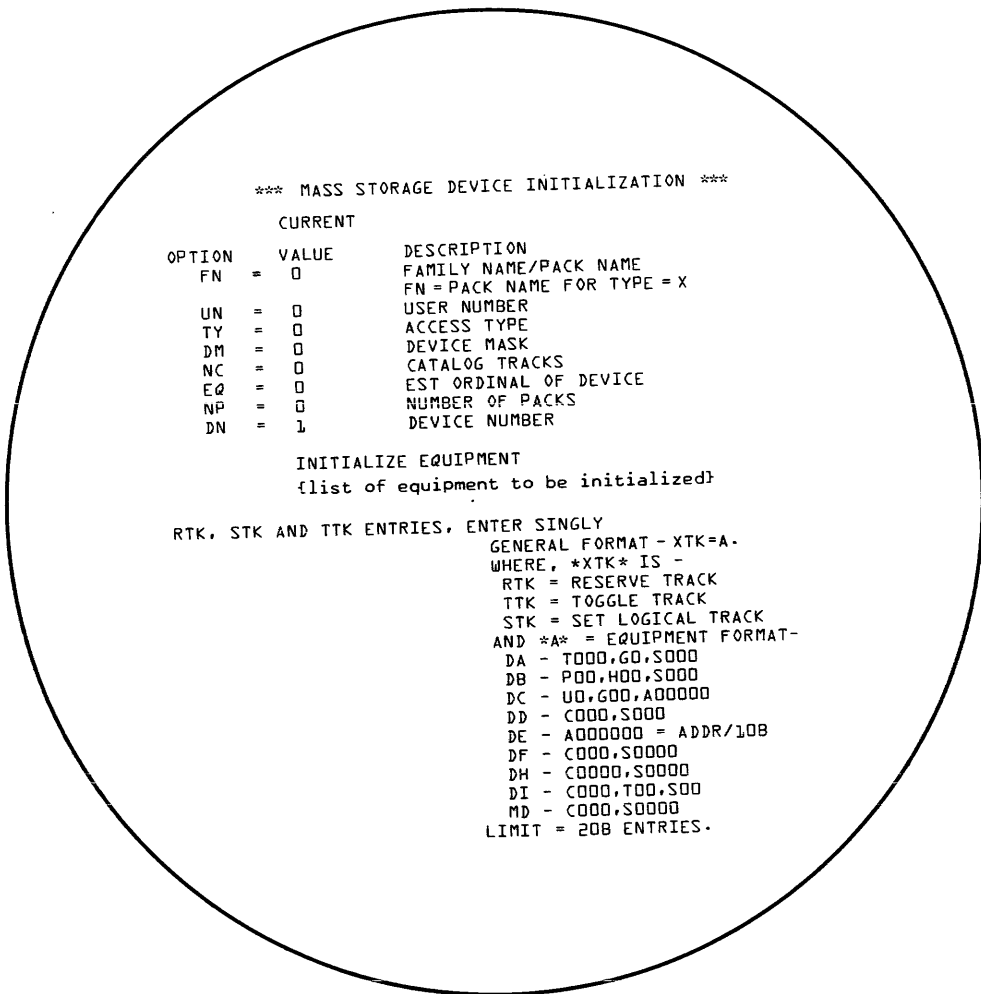 *** MASS STORAGE DEVICE INITIALIZATION ***
CURRENT
OPTION VALUE DESCRIPTION
FN = 0 FAMILY NAME/PACK NAME
FN = PACK NAME FOR TYPE = X
UN = 0 USER NUMBER
TY = 0 ACCESS TYPE
DM = 0 DEVICE MASK
NC = 0 CATALOG TRACKS
EQ = 0 EST ORDINAL OF DEVICE
NP = 0 NUMBER OF PACKS
DN = 1 DEVICE NUMBER
INITIALIZE EQUIPMENT
{list of equipment to be initialized}
RTK, STK AND TTK ENTRIES, ENTER SINGLY
GENERAL FORMAT - XTK=A.
WHERE, *XTK* IS -
RTK = RESERVE TRACK
TTK = TOGGLE TRACK
STK = SET LOGICAL TRACK
AND *A* = EQUIPMENT FORMAT-
DA - T000,G0,S000
DB - P00,H00,S000
DC - U0,G00,A00000
DD - C000,S000
DE - A000000 = ADDR/10B
DF - C000,S0000
DH - C0000,S0000
DI - C000,T00,S00
MD - C000,S0000
LIMIT = 20B ENTRIES.